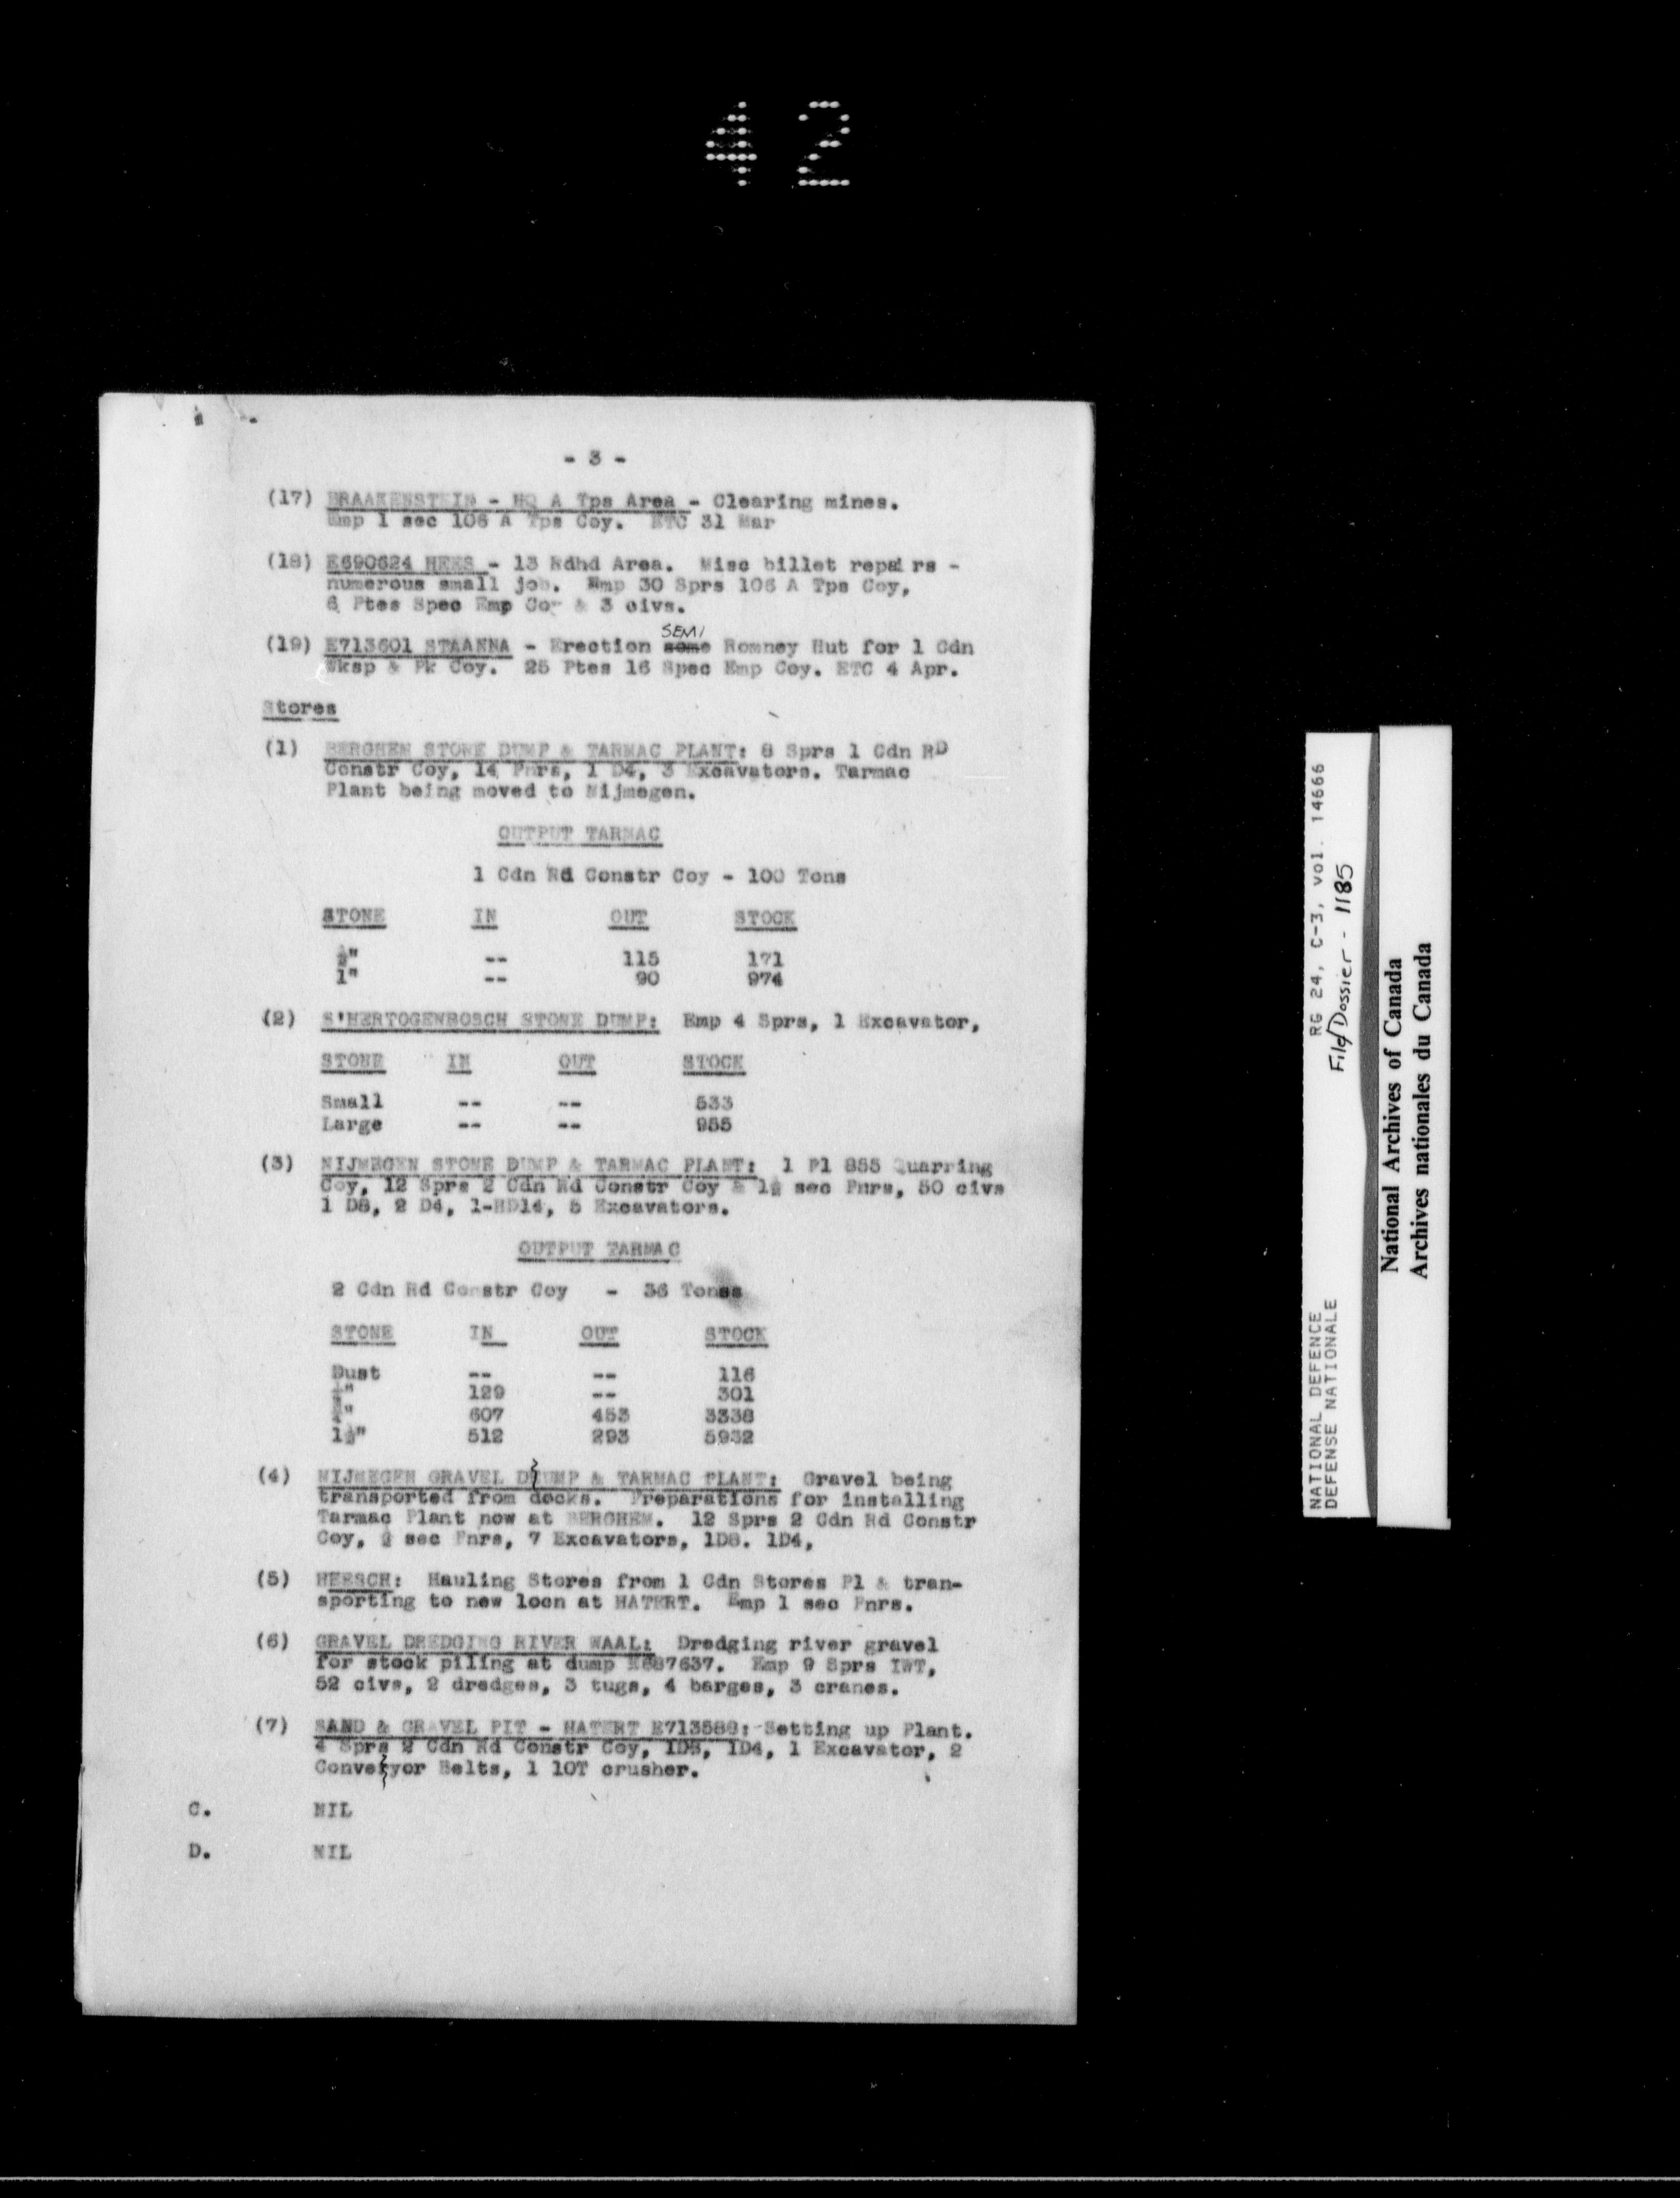 42
- 3 -
(17) BRAAKENSTEIN - HQ A Tps Area - Clearing mines.
Emp 1 sec 106 A Tps Coy. ETC 31 Mar
(18) E690624 HEES - 13 Rdhd Area. Misc billet repairs -
numerous small job. Emp 30 Sprs 106 A Tps Coy,
6 Ptes Spec Emp Coy & 3 civs.
SEMI
(19) E713601 STAANNA - Erection some Romney Hut for 1 Cdn
Wksp & Pk Coy. 25 Ptes 16 Spec Emp Coy. ETC 4 Apr.
Stores
(1) BERGHEM STONE DUMP & TARMAC PLANT: 8 Sprs 1 Cdn RD
Constr Coy, 14 Pnrs, 1 D4, 3 Excavators. Tarmac
Plant being moved to Nijmegen.
OUTPUT TARMAC
1 Cdn Rd Constr Coy - 100 Tons
STONE IN OUT STOCK
½" -- 115 171
1" -- 90 974
(2) S'HERTOGENBOSCH STONE DUMP: Emp 4 Sprs, 1 Excavator,
STONE IN OUT STOCK
Small -- -- 533
Large -- -- 955
(3) NIJMEGEN STONE DUMP & TARMAC PLANT: 1 Pl 855 Quarring
Coy, 12 Sprs 2 Cdn Rd Constr Coy & 1½ sec Pnrs, 50 civs
1 D8, 2 D4, 1-HD14, 5 Excavators.
OUTPUT TARMAC
2 Cdn Rd Constr Coy - 36 Tons
STONE IN OUT STOCK
Dust -- -- 116
129 -- 301
607 453 3338
1½" 512 293 5932
(4) NIJMEGEN GRAVEL DUMP & TARMAC PLANT: Gravel being
transported from docks. Preparations for installing
Tarmac Plant now at BERGHEM. 12 Sprs 2 Cdn Rd Constr
Coy, 2 sec Pnrs, 7 Excavators, 1D8. 1D4,
(5) HEESCH: Hauling Stores from 1 Cdn Stores Pl & tran-
sporting to new locn at HATERT. Emp 1 sec Pnrs.
(6) GRAVEL DREDGING RIVER WAAL: Dredging river gravel
for stock piling at dump E687637. Emp 9 Sprs IWT,
52 civs, 2 dredges, 3 tugs, 4 barges, 3 cranes.
(7) SAND & GRAVEL PIT - HATERT E713580: Setting up Plant.
4 Sprs 2 Cdn Rd Constr Coy, 1D8, 1D4, 1 Excavator, 2
Conveyor Belts, 1 10T crusher.
C. NIL
D. NIL
NATIONAL DEFENCE RG 24, C-3, vol. 14666
DEFENSE NATIONALE File/Dossier - 1185
National Archives of Canada
Archives nationales du Canada